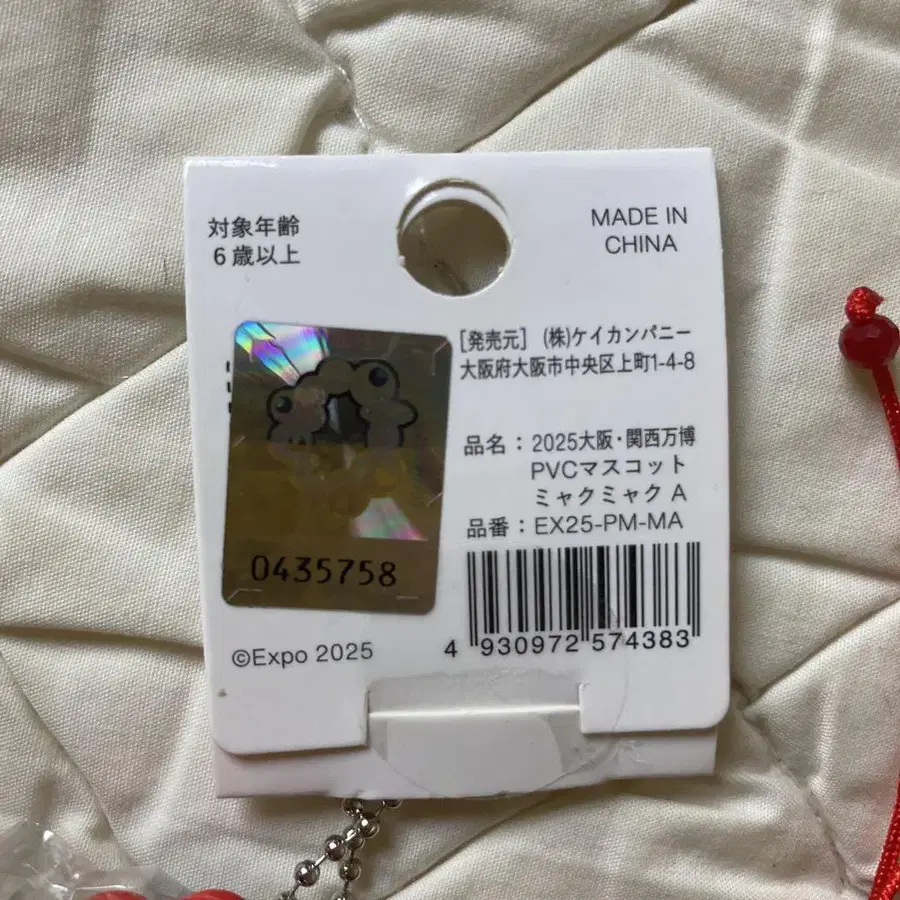 対象年齢
6歳以上
MADE IN
CHINA
[発売元] (株)ケイカンパニー
大阪府大阪市中央区上町1-4-8
品名：2025大阪・関西万博
PVCマスコット
ミャクミャク A
品番：EX25-PM-MA
0435758
4 930972 574383
©Expo 2025